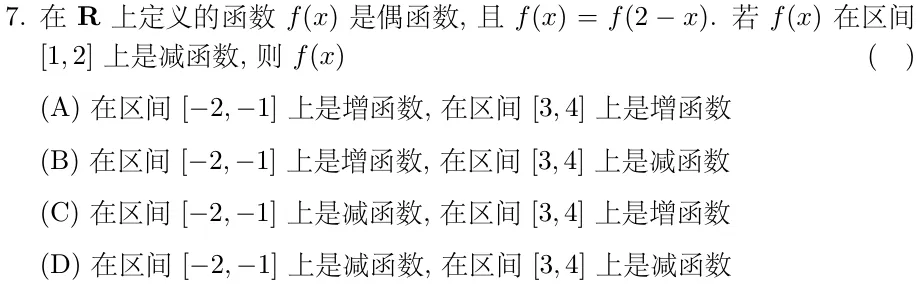 7. 在 R 上定义的函数 f(x) 是偶函数, 且 f(x) = f(2 − x). 若 f(x) 在区间
[1, 2] 上是减函数, 则 f(x) ( )
(A) 在区间 [−2, −1] 上是增函数, 在区间 [3, 4] 上是增函数
(B) 在区间 [−2, −1] 上是增函数, 在区间 [3, 4] 上是减函数
(C) 在区间 [−2, −1] 上是减函数, 在区间 [3, 4] 上是增函数
(D) 在区间 [−2, −1] 上是减函数, 在区间 [3, 4] 上是减函数